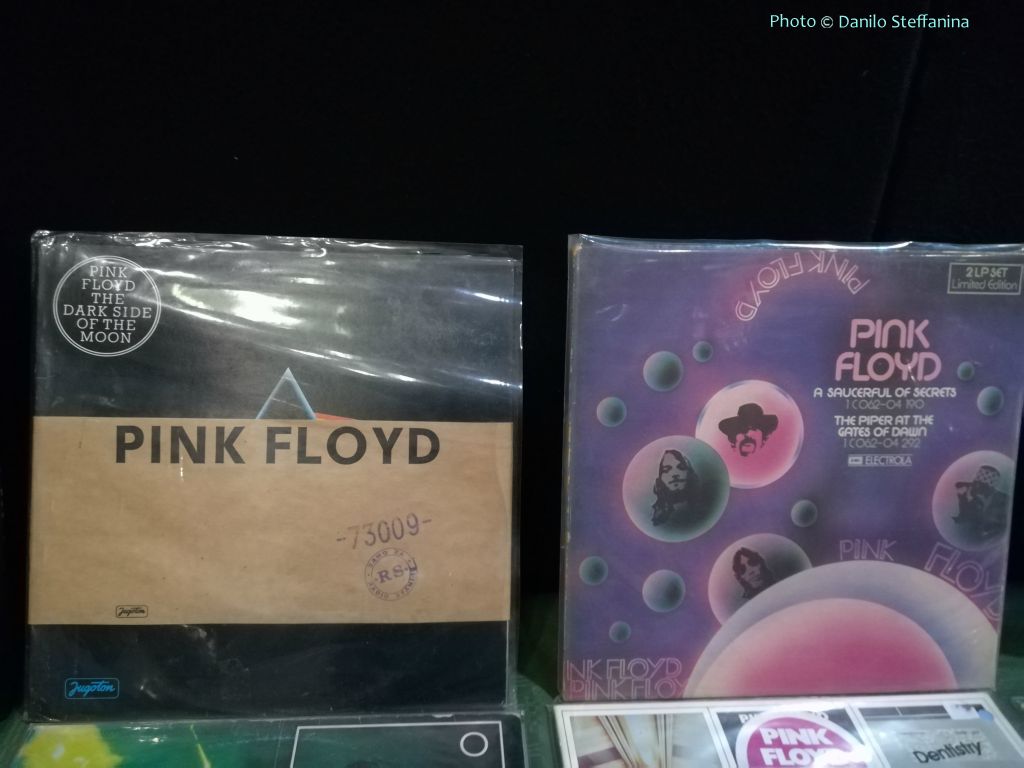 Photo © Danilo Steffanina
PINK
FLOYD
THE
DARK SIDE
OF THE
MOON
PINK FLOYD
-73009-
R.S.
Jugoton
Jugoton
PINK FLOYD
2 LP SET
Limited Edition
PINK
FLOYD
A SAUCERFUL OF SECRETS
1 C062-04 190
THE PIPER AT THE
GATES OF DAWN
1 C062-04 292
EMI ELECTROLA
PINK FLOYD
NK FLOYD
PINK FLOY
PINK
FLOY
Dentistry